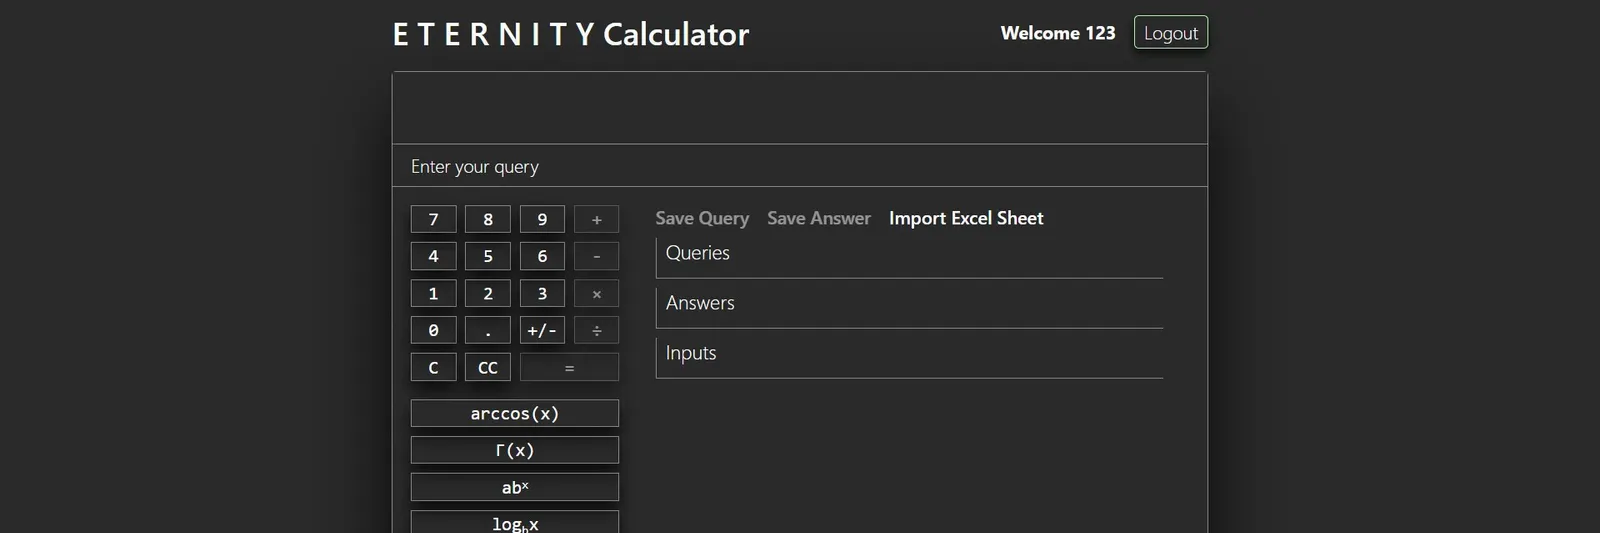 E T E R N I T Y Calculator
Welcome 123
Logout
Enter your query
7 8 9 +
4 5 6 -
1 2 3 ×
0 . +/- ÷
C CC =
Save Query Save Answer Import Excel Sheet
Queries
Answers
Inputs
arccos(x)
Γ(x)
abˣ
log_b x